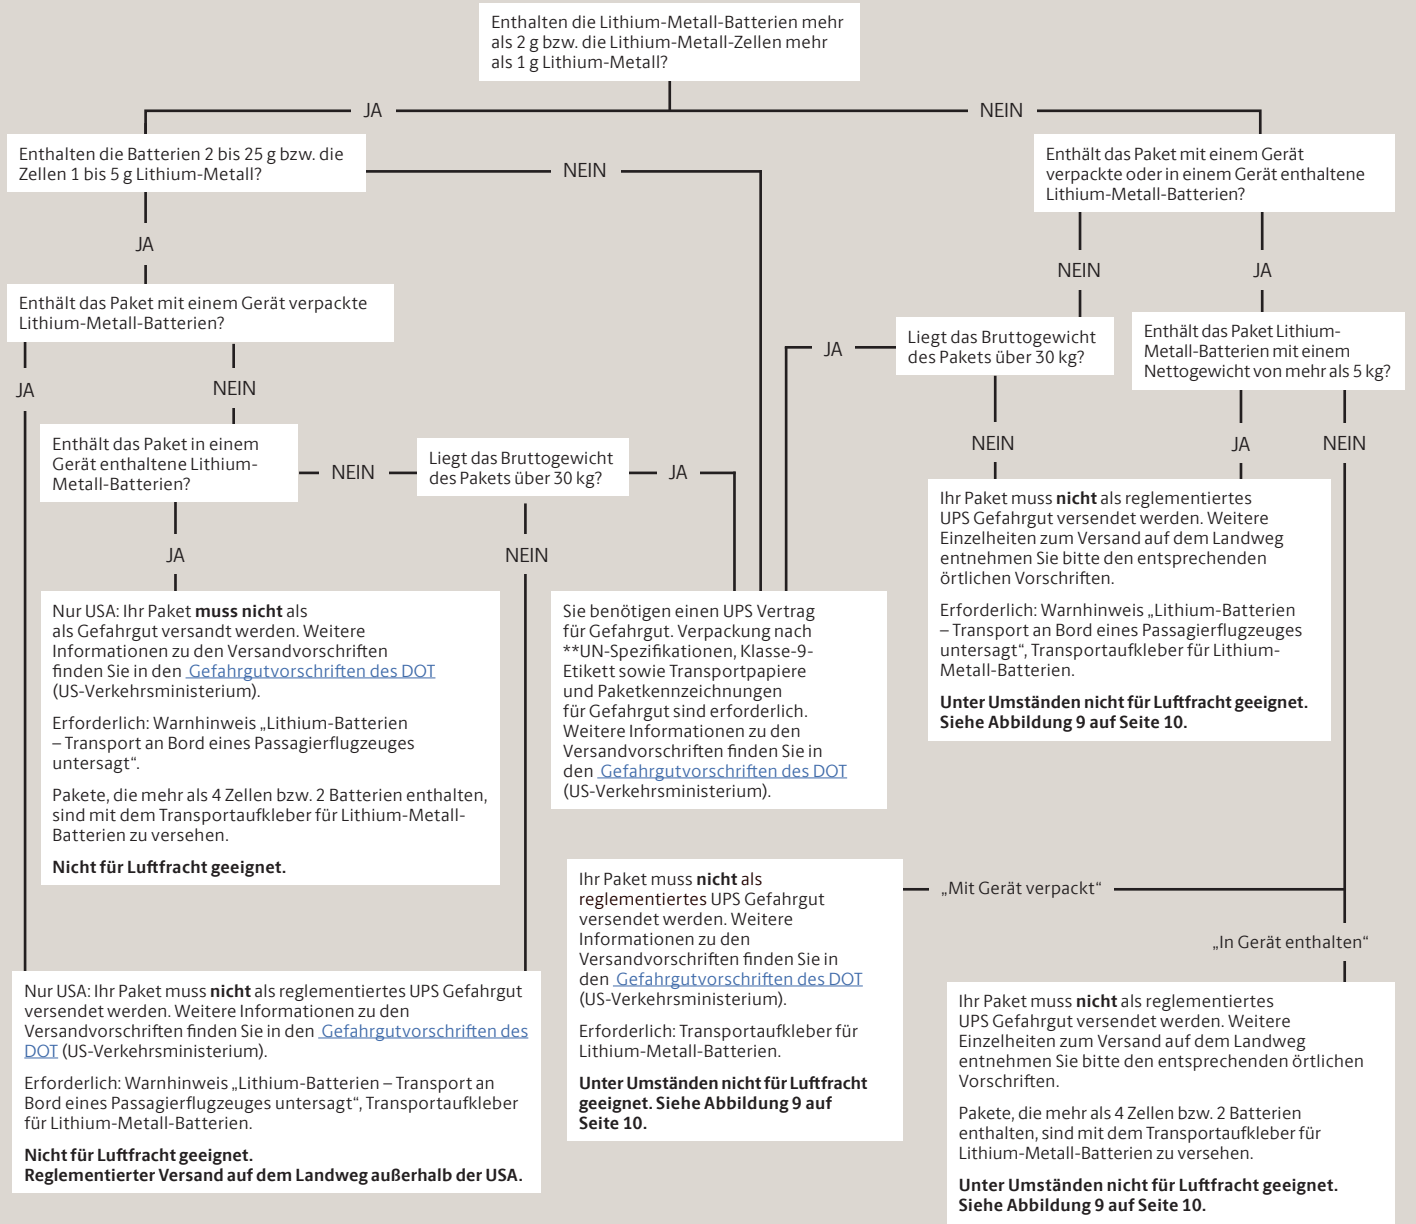 Enthalten die Lithium-Metall-Batterien mehr
als 2 g bzw. die Lithium-Metall-Zellen mehr
als 1 g Lithium-Metall?
JA
NEIN
Enthalten die Batterien 2 bis 25 g bzw. die
Zellen 1 bis 5 g Lithium-Metall?
NEIN
Enthält das Paket mit einem Gerät
verpackte oder in einem Gerät enthaltene
Lithium-Metall-Batterien?
JA
NEIN
JA
Enthält das Paket mit einem Gerät verpackte
Lithium-Metall-Batterien?
Liegt das Bruttogewicht
des Pakets über 30 kg?
JA
Enthält das Paket Lithium-
Metall-Batterien mit einem
Nettogewicht von mehr als 5 kg?
JA
NEIN
NEIN
JA
NEIN
Enthält das Paket in einem
Gerät enthaltene Lithium-
Metall-Batterien?
NEIN
Liegt das Bruttogewicht
des Pakets über 30 kg?
JA
JA
NEIN
Ihr Paket muss nicht als reglementiertes
UPS Gefahrgut versendet werden. Weitere
Einzelheiten zum Versand auf dem Landweg
entnehmen Sie bitte den entsprechenden
örtlichen Vorschriften.
Erforderlich: Warnhinweis „Lithium-Batterien
– Transport an Bord eines Passagierflugzeuges
untersagt“, Transportaufkleber für Lithium-
Metall-Batterien.
Unter Umständen nicht für Luftfracht geeignet.
Siehe Abbildung 9 auf Seite 10.
Nur USA: Ihr Paket muss nicht als
als Gefahrgut versandt werden. Weitere
Informationen zu den Versandvorschriften
finden Sie in den Gefahrgutvorschriften des DOT
(US-Verkehrsministerium).
Erforderlich: Warnhinweis „Lithium-Batterien
– Transport an Bord eines Passagierflugzeuges
untersagt“.
Pakete, die mehr als 4 Zellen bzw. 2 Batterien enthalten,
sind mit dem Transportaufkleber für Lithium-Metall-
Batterien zu versehen.
Nicht für Luftfracht geeignet.
Sie benötigen einen UPS Vertrag
für Gefahrgut. Verpackung nach
**UN-Spezifikationen, Klasse-9-
Etikett sowie Transportpapiere
und Paketkennzeichnungen
für Gefahrgut sind erforderlich.
Weitere Informationen zu den
Versandvorschriften finden Sie in
den Gefahrgutvorschriften des DOT
(US-Verkehrsministerium).
Ihr Paket muss nicht als
reglementiertes UPS Gefahrgut
versendet werden. Weitere
Informationen zu den
Versandvorschriften finden Sie in
den Gefahrgutvorschriften des DOT
(US-Verkehrsministerium).
Erforderlich: Transportaufkleber für
Lithium-Metall-Batterien.
Unter Umständen nicht für Luftfracht
geeignet. Siehe Abbildung 9 auf
Seite 10.
„Mit Gerät verpackt“
„In Gerät enthalten“
Nur USA: Ihr Paket muss nicht als reglementiertes UPS Gefahrgut
versendet werden. Weitere Informationen zu den
Versandvorschriften finden Sie in den Gefahrgutvorschriften des
DOT (US-Verkehrsministerium).
Erforderlich: Warnhinweis „Lithium-Batterien – Transport an
Bord eines Passagierflugzeuges untersagt“, Transportaufkleber
für Lithium-Metall-Batterien.
Nicht für Luftfracht geeignet.
Reglementierter Versand auf dem Landweg außerhalb der USA.
Ihr Paket muss nicht als reglementiertes
UPS Gefahrgut versendet werden. Weitere
Einzelheiten zum Versand auf dem Landweg
entnehmen Sie bitte den entsprechenden örtlichen
Vorschriften.
Pakete, die mehr als 4 Zellen bzw. 2 Batterien
enthalten, sind mit dem Transportaufkleber für
Lithium-Metall-Batterien zu versehen.
Unter Umständen nicht für Luftfracht geeignet.
Siehe Abbildung 9 auf Seite 10.